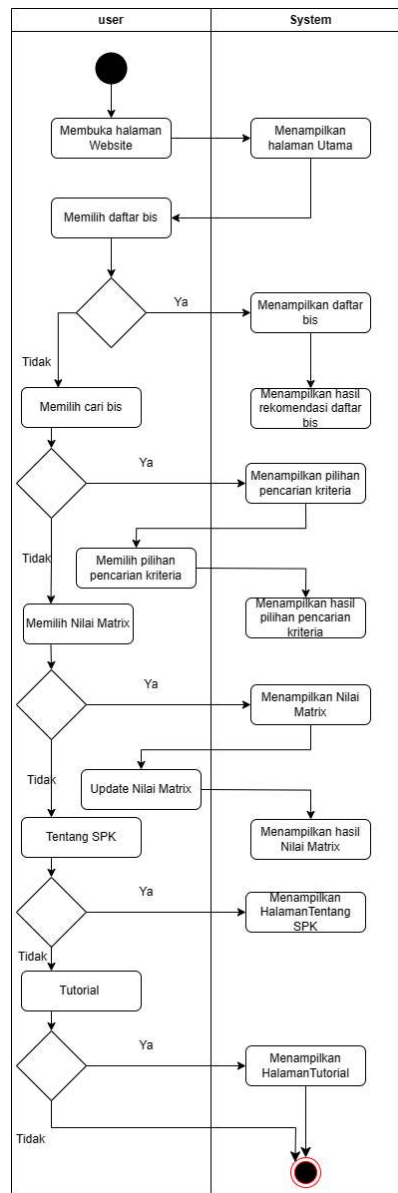 user
System
Membuka halaman
Website
Menampilkan
halaman Utama
Memilih daftar bis
Ya
Menampilkan daftar
bis
Tidak
Memilih cari bis
Menampilkan hasil
rekomendasi daftar
bis
Ya
Menampilkan pilihan
pencarian kriteria
Tidak
Memilih pilihan
pencarian kriteria
Memilih Nilai Matrix
Menampilkan hasil
pilihan pencarian
kriteria
Ya
Menampilkan Nilai
Matrix
Tidak
Update Nilai Matrix
Tentang SPK
Menampilkan hasil
Nilai Matrix
Ya
Menampilkan
HalamanTentang
SPK
Tidak
Tutorial
Ya
Menampilkan
HalamanTutorial
Tidak